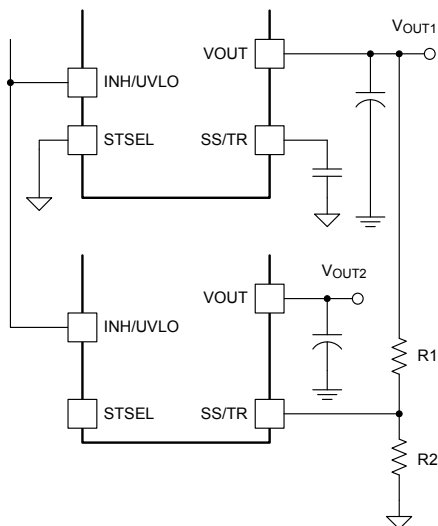 VOUT1
VOUT
INH/UVLO
STSEL
SS/TR
VOUT2
VOUT
INH/UVLO
R1
STSEL
SS/TR
R2